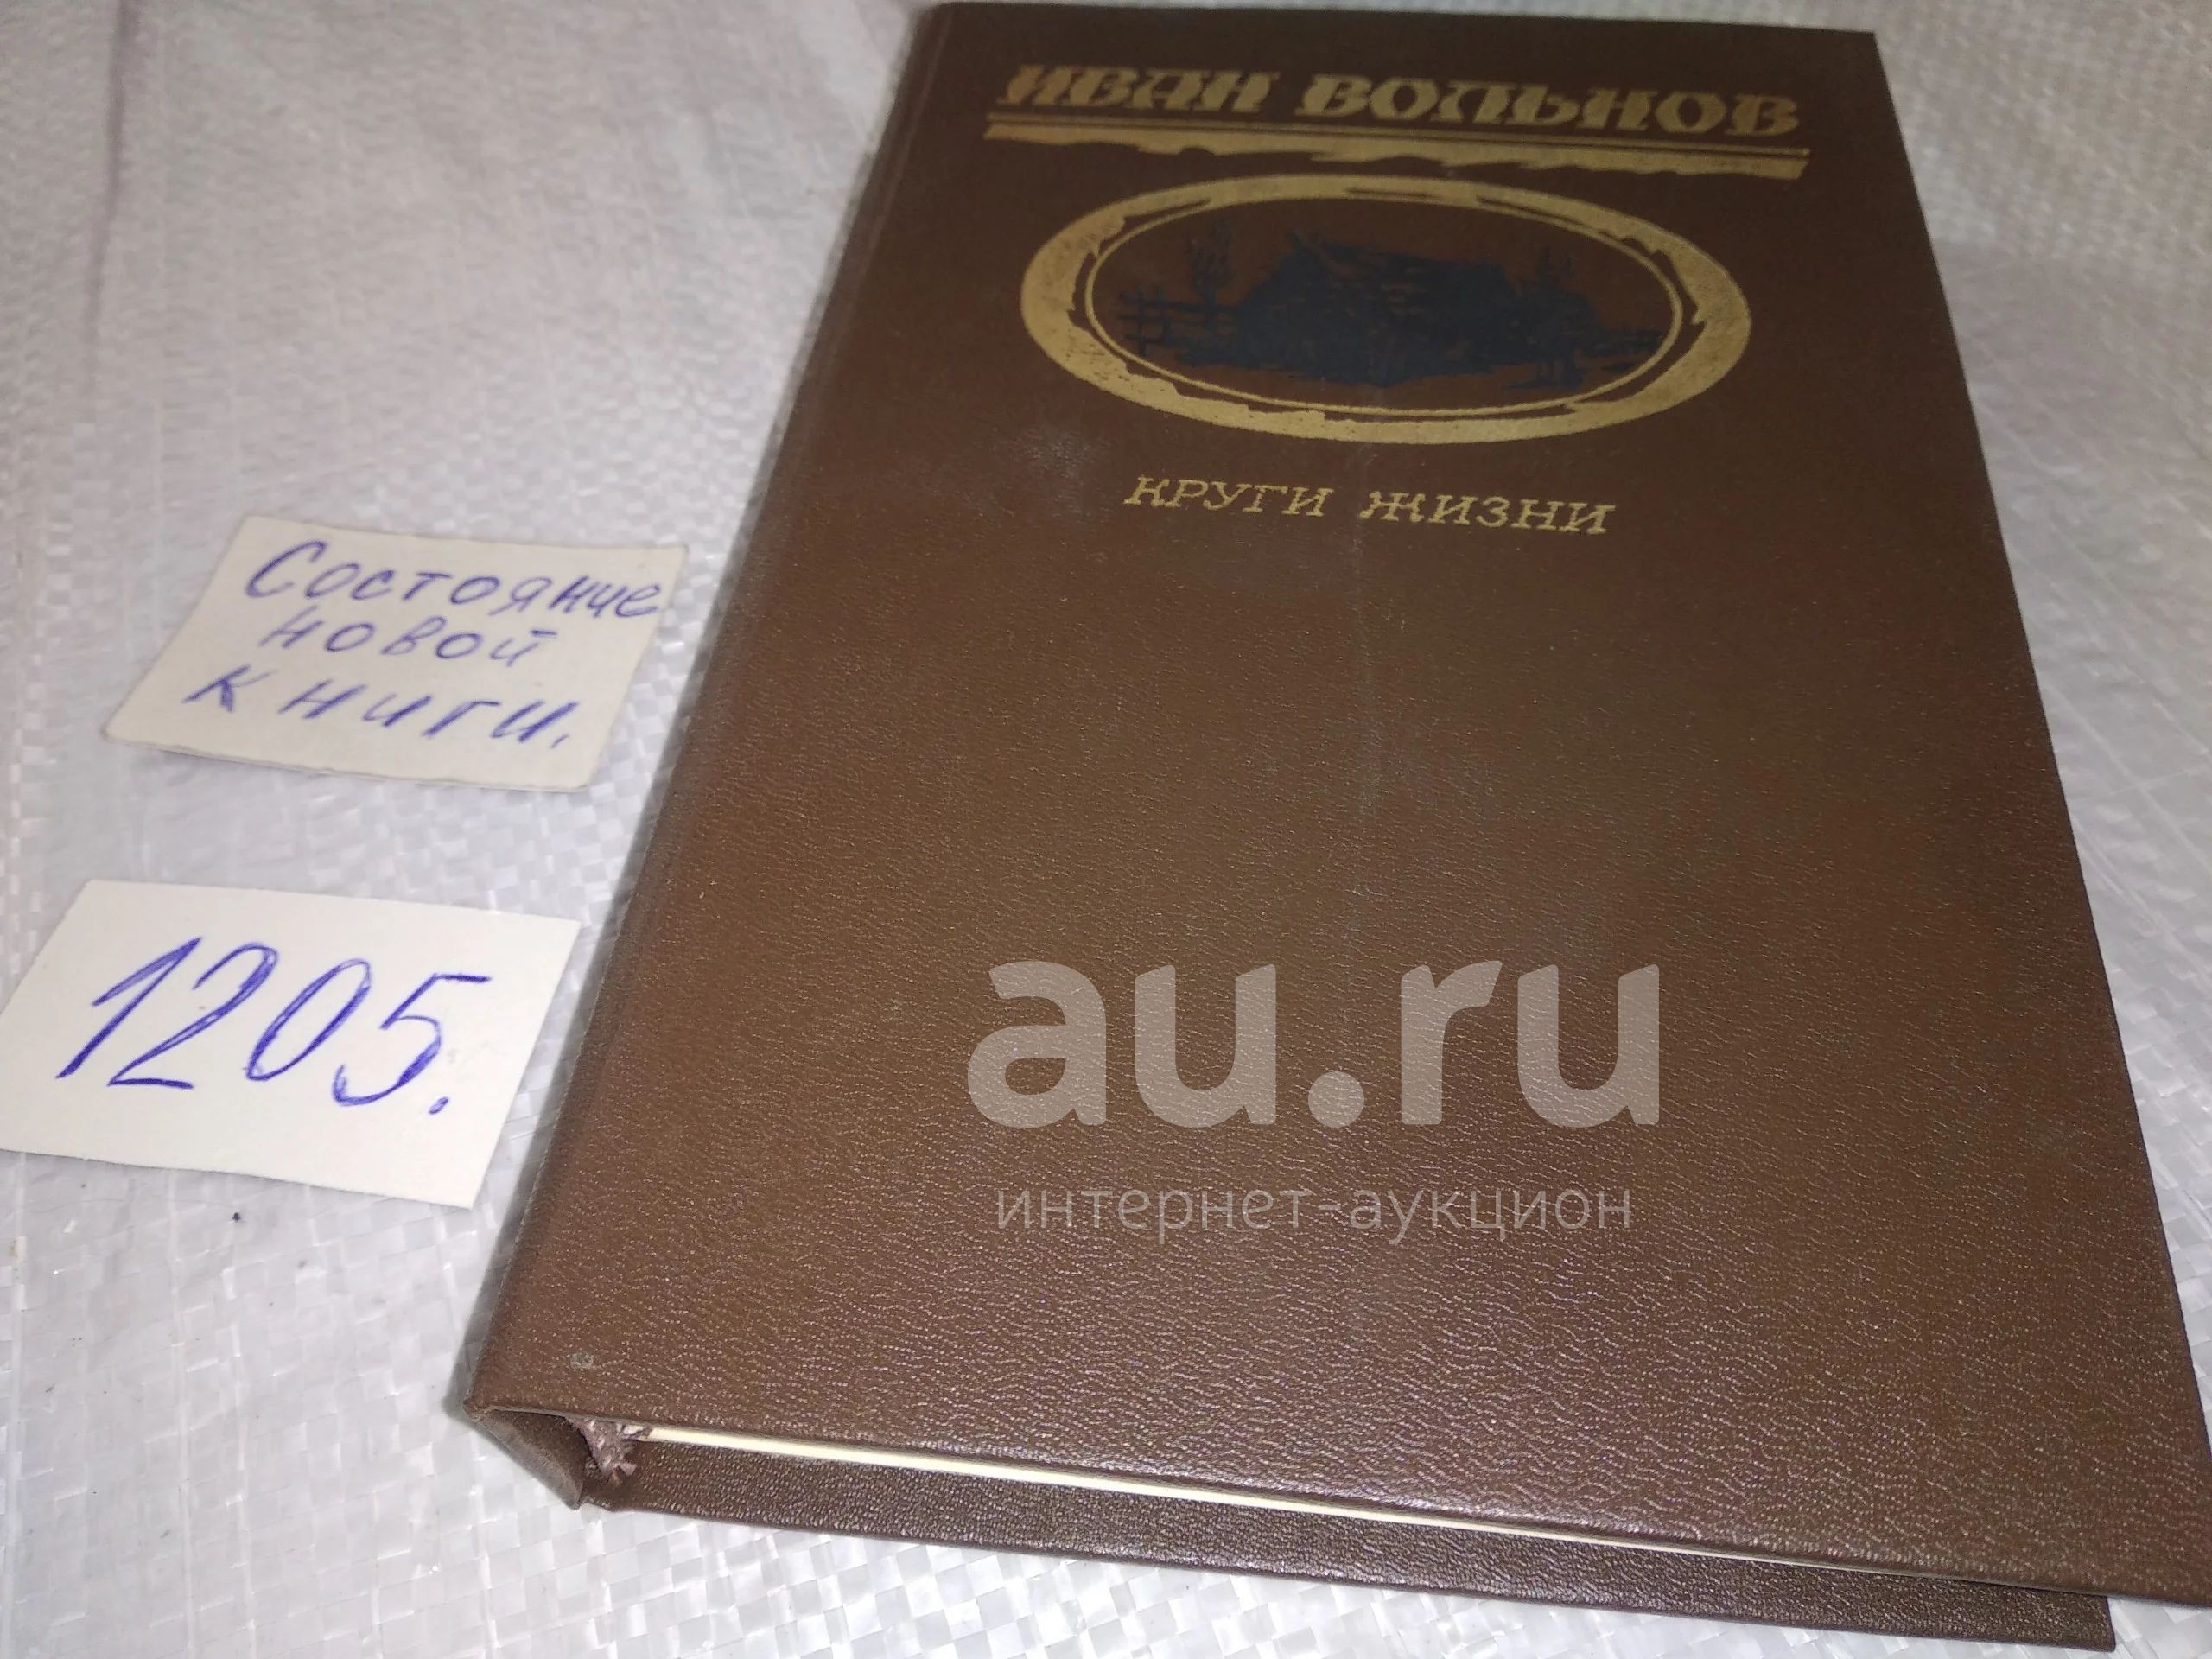 ИВАН ВОЛЬНОВ
КРУГИ ЖИЗНИ
Состояние
новой
книги.
1205.
au.ru
интернет-аукцион